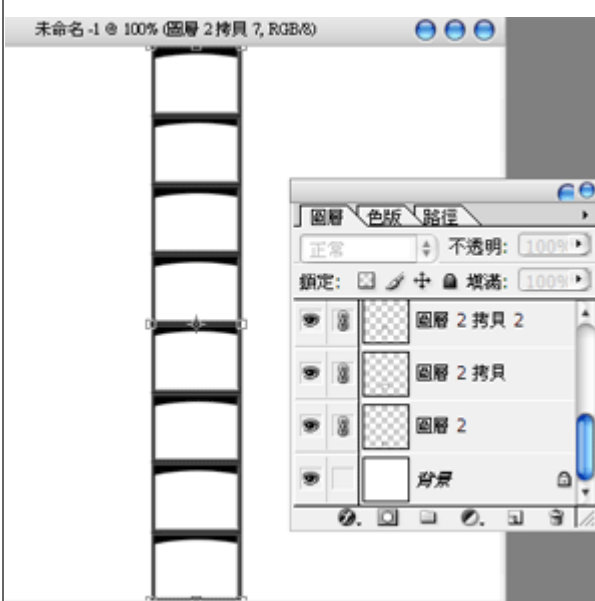 未命名 -1 @ 100% (圖層 2 拷貝 7, RGB/8)
圖層 色版 路徑
正常 不透明: 100%
鎖定: 填滿: 100%
圖層 2 拷貝 2
圖層 2 拷貝
圖層 2
背景